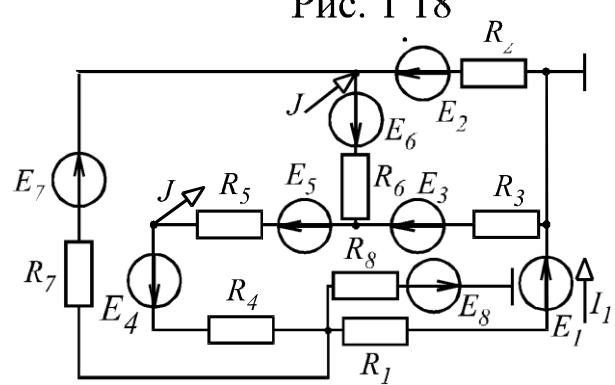 Рис. 1 18
R₂
J
E₂
E₆
E₇
J
R₅
E₅
R₆
E₃
R₃
R₇
E₄
R₄
R₈
E₈
E₁
I₁
R₁